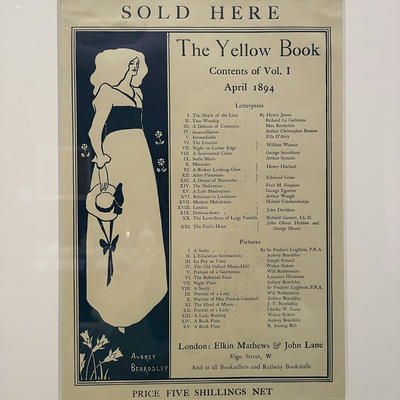 SOLD HERE
The Yellow Book
Contents of Vol. I
April 1894
Letterpress
I. The Death of the Lion By Henry James
II. Tree-Worship Richard Le Gallienne
III. A Defence of Cosmetics Max Beerbohm
IV. Arthur Christopher Benson
V. Irremediable Ella D'Arcy
VI. The Frontier
VII. Night on Curbar Edge William Watson
VIII. A Sentimental Cellar George Saintsbury
IX. Stella Maris Arthur Symons
X. Mercedes
XI. A Broken Looking-Glass Henry Harland
XII. Alere Flammam
XIII. A Dream of November Edmund Gosse
XIV. The Dedication Fred M. Simpson
XV. A Lost Masterpiece George Egerton
XVI. Reticence in Literature Arthur Waugh
XVII. Modern Melodrama Hubert Crackanthorpe
XVIII. London
XIX. Down-a-down John Davidson
XX. The Love-Story of Luigi Tansillo Richard Garnett, LL.D.
XXI. The Fool's Hour John Oliver Hobbes and
George Moore
Pictures
I. A Study By Sir Frederic Leighton, P.R.A.
II. L'Education Sentimentale Aubrey Beardsley
III. Le Puy en Velay Joseph Pennell
IV. The Old Oxford Music-Hall Walter Sickert
V. Portrait of a Gentleman Will Rothenstein
VI. The Reflected Faun Laurence Housman
VII. Night Piece Aubrey Beardsley
VIII. A Study Sir Frederic Leighton, P.R.A.
IX. Portrait of a Lady Will Rothenstein
X. Portrait of Mrs. Patrick Campbell Aubrey Beardsley
XI. The Head of Minos J. T. Nettleship
XII. Portrait of a Lady Charles W. Furse
XIII. A Lady Reading Walter Sickert
XIV. A Book Plate Aubrey Beardsley
XV. A Book Plate R. Anning Bell
London: Elkin Mathews & John Lane
Vigo Street, W
And at all Booksellers and Railway Bookstalls
AUBREY
BEARDSLEY
PRICE FIVE SHILLINGS NET